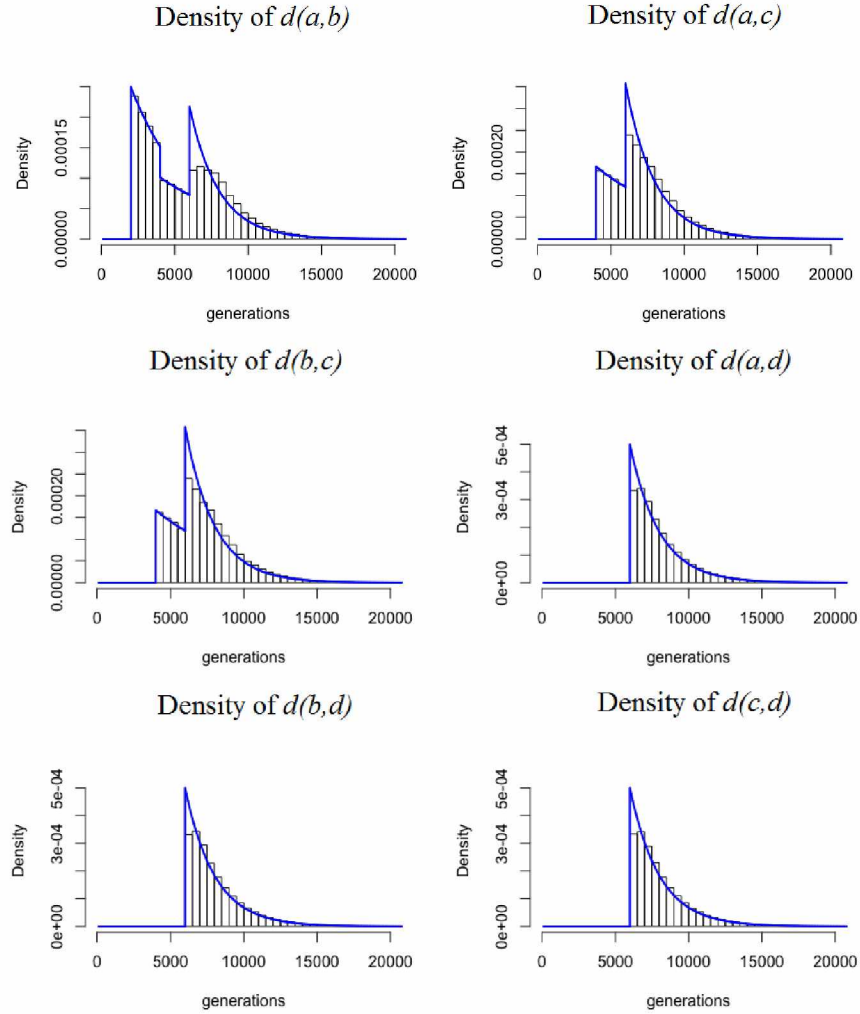 Density of d(a,b)
Density
0.00000 0.00015
0 5000 10000 15000 20000
generations
Density of d(a,c)
Density
0.00000 0.00020
0 5000 10000 15000 20000
generations
Density of d(b,c)
Density
0.00000 0.00020
0 5000 10000 15000 20000
generations
Density of d(a,d)
Density
0e+00 3e-04 5e-04
0 5000 10000 15000 20000
generations
Density of d(b,d)
Density
0e+00 3e-04 5e-04
0 5000 10000 15000 20000
generations
Density of d(c,d)
Density
0e+00 3e-04 5e-04
0 5000 10000 15000 20000
generations